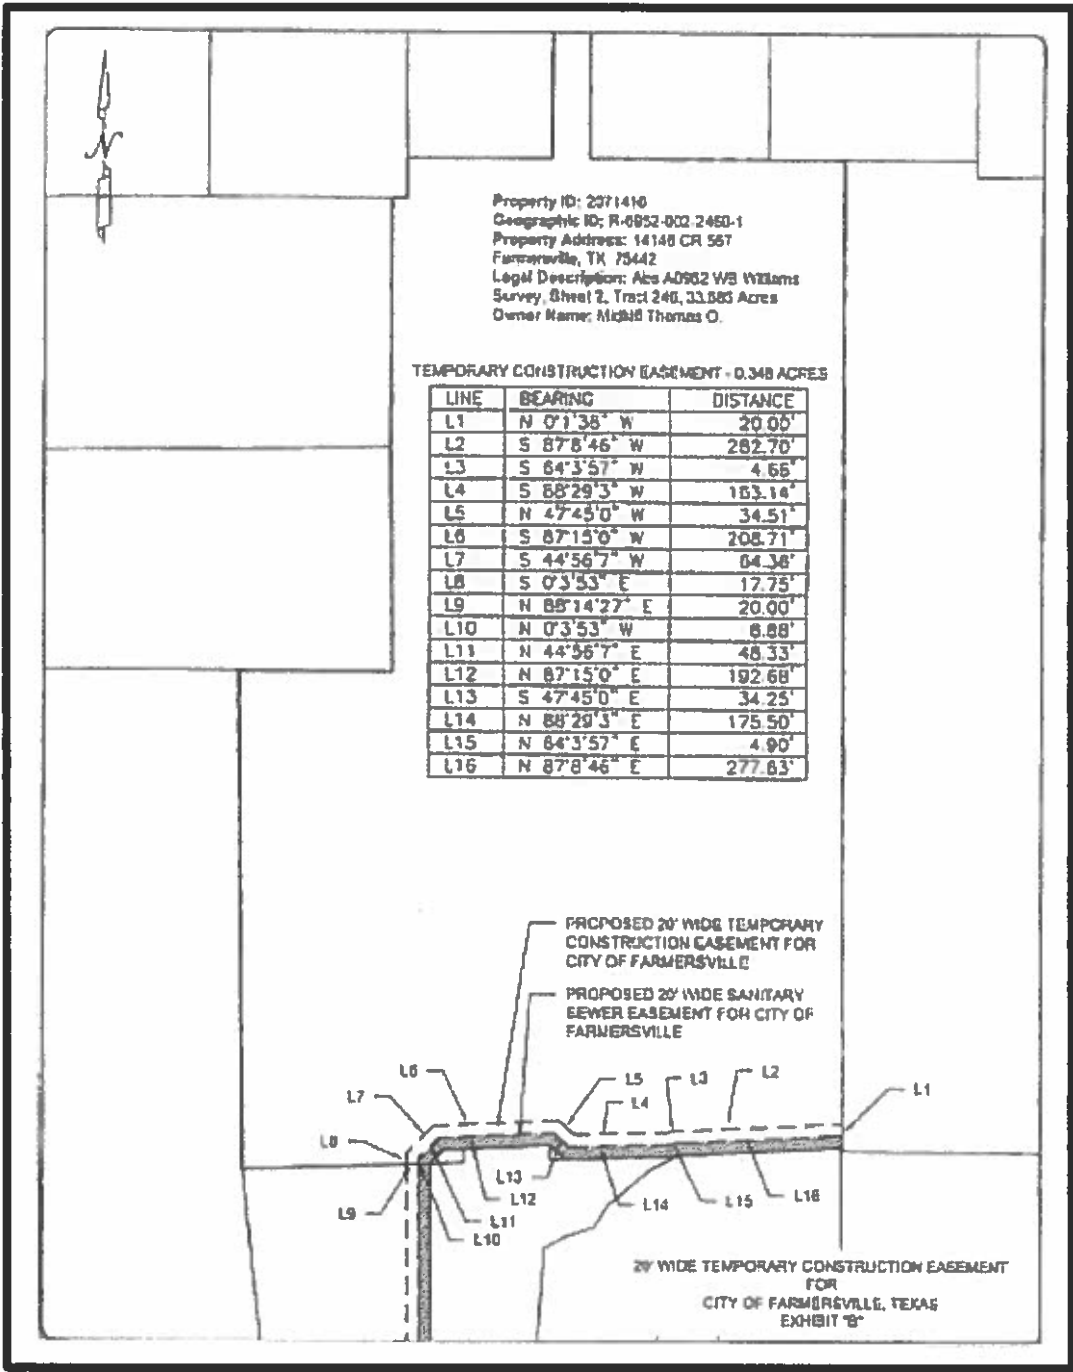 N
Property ID: 2071416
Geographic ID: R-6952-002-2460-1
Property Address: 14146 CR 557
Farmersville, TX 75442
Legal Description: Abs A0952 WB Williams
Survey, Sheet 2, Tract 246, Acres
Owner Name: Thomas O.
TEMPORARY CONSTRUCTION EASEMENT - 0.348 ACRES
LINE BEARING DISTANCE
L1 N 0°1'38" W 20.00'
L2 S 87°8'46" W 282.70'
L3 S 64°3'57" W 4.66'
L4 S 88°29'3" W 183.14'
L5 N 47°45'0" W 34.51'
L6 S 87°15'0" W 208.71'
L7 S 44°56'7" W 64.36'
L8 S 0°3'53" E 17.75'
L9 N 88°14'27" E 20.00'
L10 N 0°3'53" W 8.88'
L11 N 44°56'7" E 48.33'
L12 N 87°15'0" E 192.68'
L13 S 47°45'0" E 34.25'
L14 N 88°29'3" E 175.50'
L15 N 64°3'57" E 4.90'
L16 N 87°8'46" E 277.83'
PROPOSED 20' WIDE TEMPORARY
CONSTRUCTION EASEMENT FOR
CITY OF FARMERSVILLE
PROPOSED 20' WIDE SANITARY
SEWER EASEMENT FOR CITY OF
FARMERSVILLE
L6
L5
L3
L2
L7
L4
L1
L8
L13
L12
L14
L15
L16
L9
L11
L10
20' WIDE TEMPORARY CONSTRUCTION EASEMENT
FOR
CITY OF FARMERSVILLE, TEXAS
EXHIBIT "B"